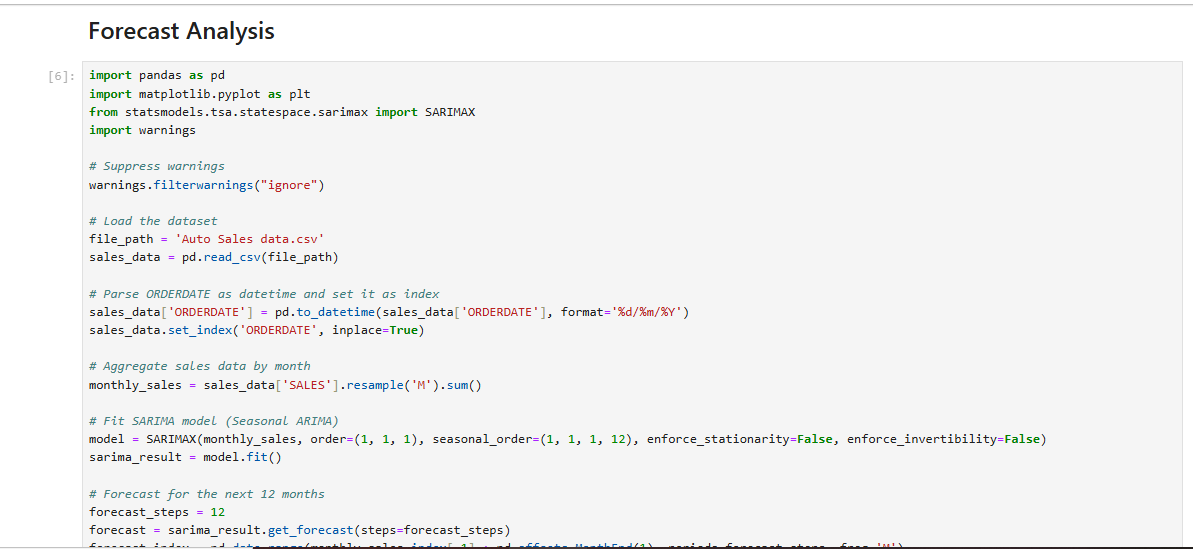 Forecast Analysis
[6]:
import pandas as pd
import matplotlib.pyplot as plt
from statsmodels.tsa.statespace.sarimax import SARIMAX
import warnings
# Suppress warnings
warnings.filterwarnings("ignore")
# Load the dataset
file_path = 'Auto Sales data.csv'
sales_data = pd.read_csv(file_path)
# Parse ORDERDATE as datetime and set it as index
sales_data['ORDERDATE'] = pd.to_datetime(sales_data['ORDERDATE'], format='%d/%m/%Y')
sales_data.set_index('ORDERDATE', inplace=True)
# Aggregate sales data by month
monthly_sales = sales_data['SALES'].resample('M').sum()
# Fit SARIMA model (Seasonal ARIMA)
model = SARIMAX(monthly_sales, order=(1, 1, 1), seasonal_order=(1, 1, 1, 12), enforce_stationarity=False, enforce_invertibility=False)
sarima_result = model.fit()
# Forecast for the next 12 months
forecast_steps = 12
forecast = sarima_result.get_forecast(steps=forecast_steps)